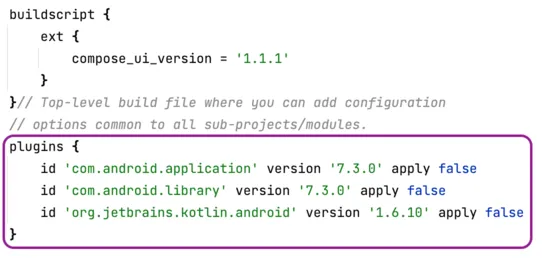 buildscript {
    ext {
        compose_ui_version = '1.1.1'
    }
}// Top-level build file where you can add configuration
// options common to all sub-projects/modules.
plugins {
    id 'com.android.application' version '7.3.0' apply false
    id 'com.android.library' version '7.3.0' apply false
    id 'org.jetbrains.kotlin.android' version '1.6.10' apply false
}